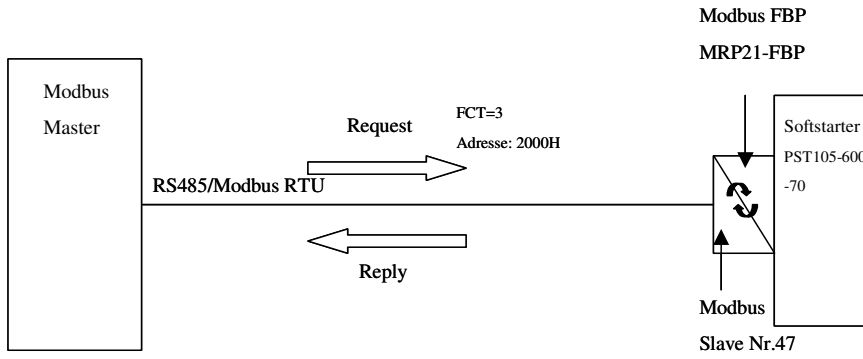 Modbus FBP
MRP21-FBP
Modbus
Master
Request
FCT=3
Adresse: 2000H
Softstarter
PST105-600
-70
RS485/Modbus RTU
Reply
Modbus
Slave Nr.47